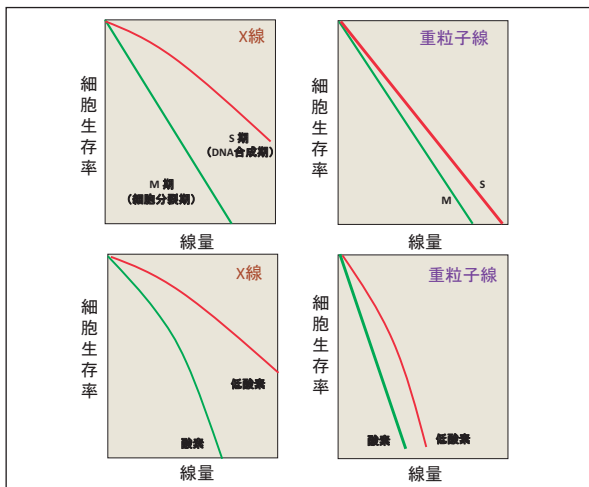 X線
細胞生存率
S 期
(DNA合成期)
M 期
(細胞分裂期)
線量
重粒子線
細胞生存率
S
M
線量
X線
細胞生存率
低酸素
酸素
線量
重粒子線
細胞生存率
酸素 低酸素
線量